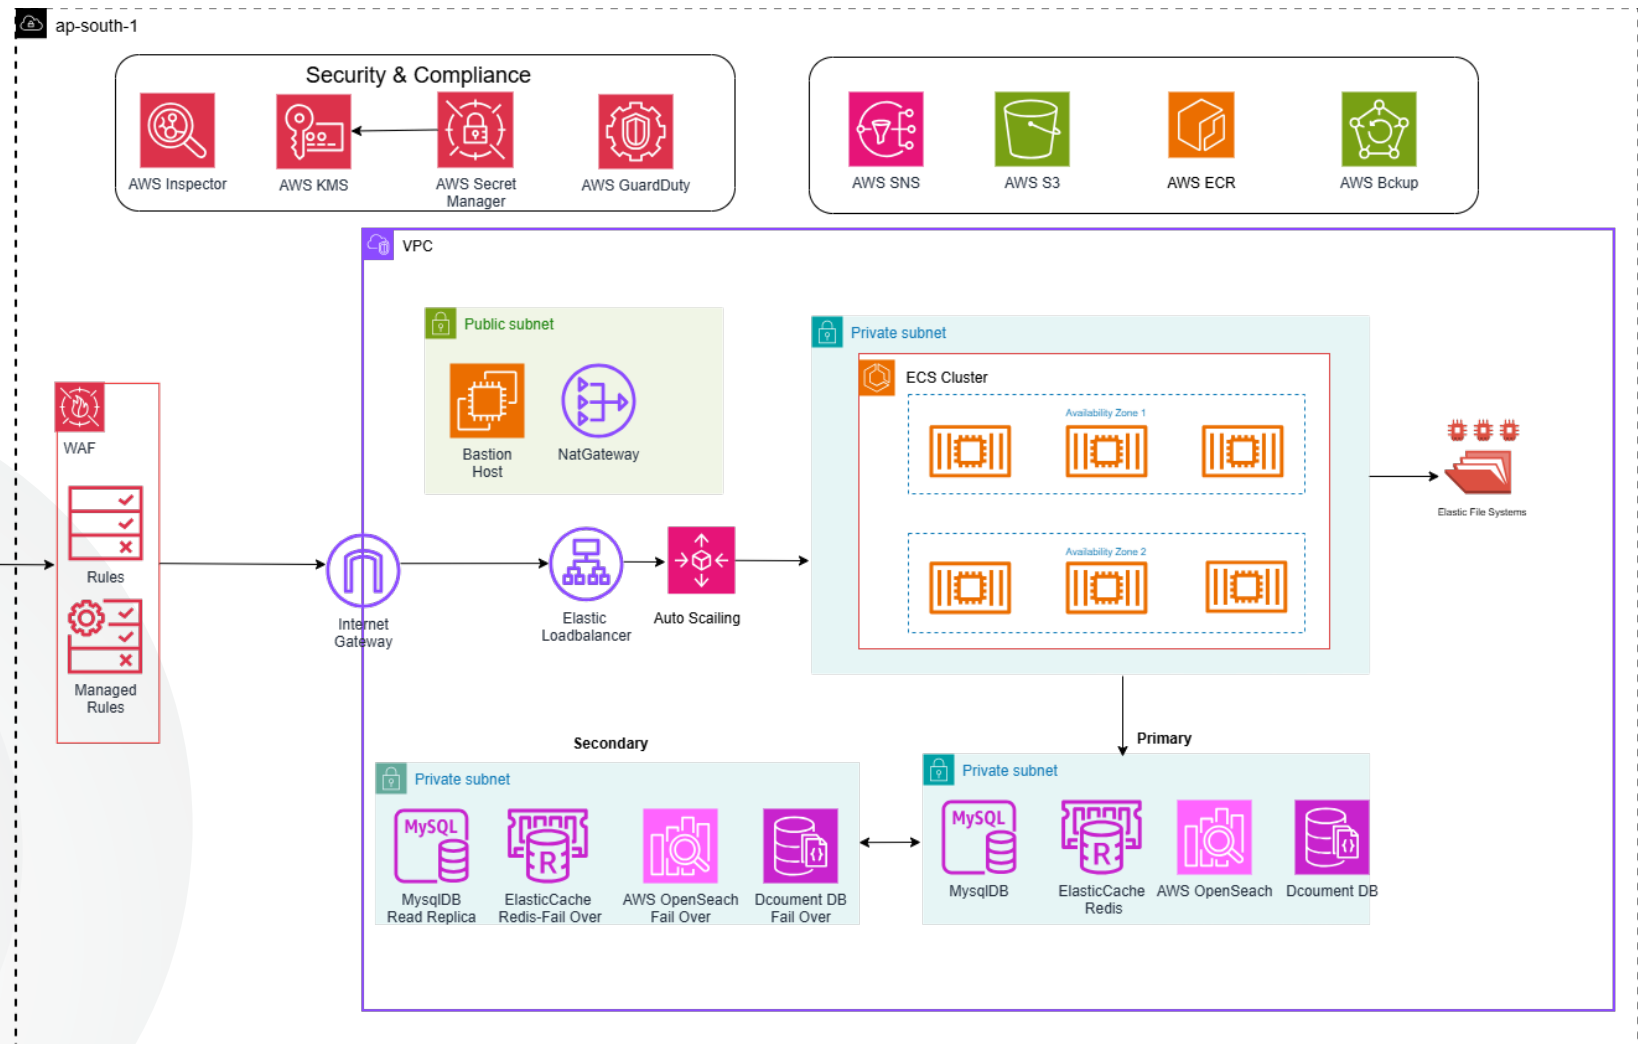 ap-south-1
Security & Compliance
AWS Inspector
AWS KMS
AWS Secret
Manager
AWS GuardDuty
AWS SNS
AWS S3
AWS ECR
AWS Bckup
VPC
Public subnet
Bastion
Host
NatGateway
Private subnet
ECS Cluster
Availability Zone 1
Availability Zone 2
Elastic File Systems
WAF
Rules
Managed
Rules
Internet
Gateway
Elastic
Loadbalancer
Auto Scailing
Secondary
Private subnet
MySQL
MysqlDB
Read Replica
R
ElasticCache
Redis-Fail Over
AWS OpenSeach
Fail Over
Dcoument DB
Fail Over
Primary
Private subnet
MySQL
MysqlDB
R
ElasticCache
Redis
AWS OpenSeach
Dcoument DB